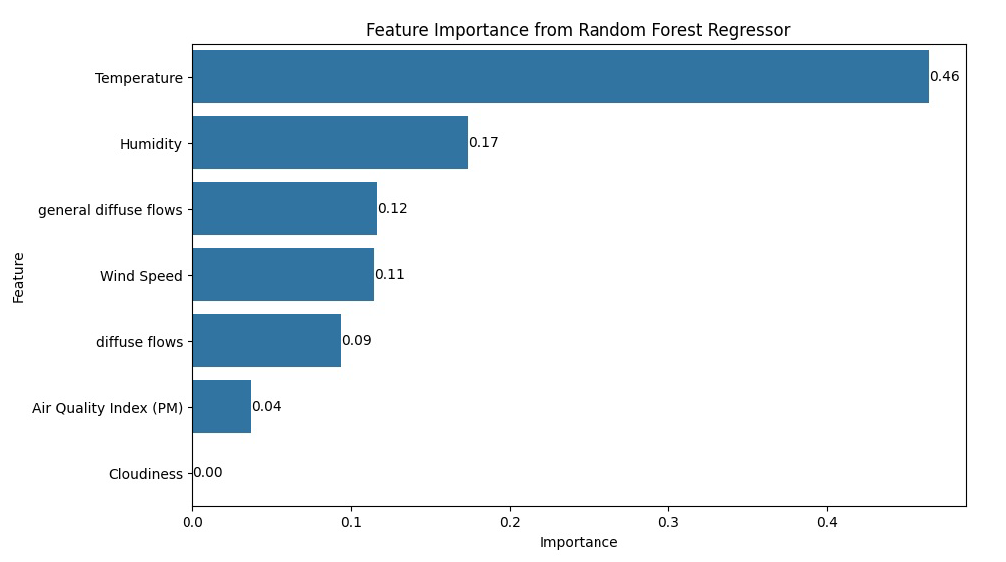 Feature Importance from Random Forest Regressor
Temperature 0.46
Humidity 0.17
general diffuse flows 0.12
Wind Speed 0.11
diffuse flows 0.09
Air Quality Index (PM) 0.04
Cloudiness 0.00
0.0 0.1 0.2 0.3 0.4
Importance
Feature